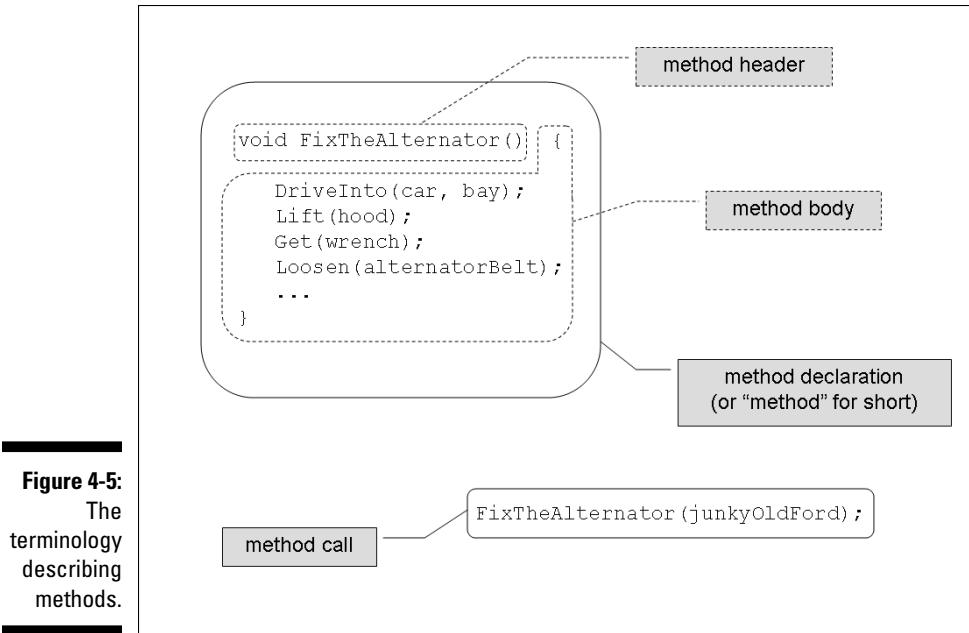 method header
void FixTheAlternator() {
DriveInto(car, bay);
Lift(hood);
Get(wrench);
Loosen(alternatorBelt);
...
}
method body
method declaration
(or “method” for short)
FixTheAlternator(junkyOldFord);
method call
Figure 4-5:
The
terminology
describing
methods.